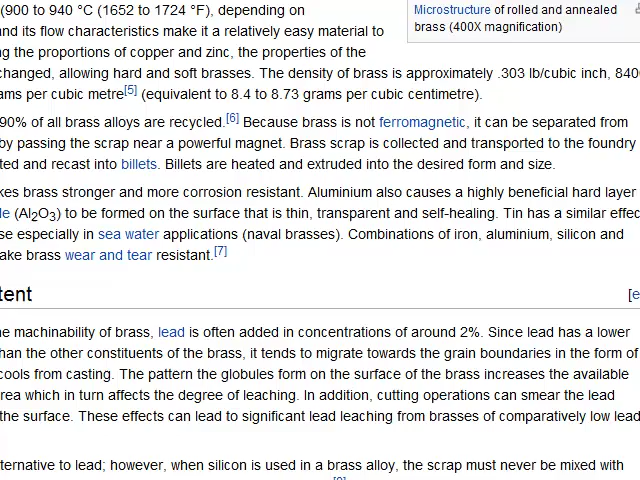 (900 to 940 °C (1652 to 1724 °F), depending on
nd its flow characteristics make it a relatively easy material to
ng the proportions of copper and zinc, the properties of the
changed, allowing hard and soft brasses. The density of brass is approximately .303 lb/cubic inch, 840
ams per cubic metre[5] (equivalent to 8.4 to 8.73 grams per cubic centimetre).
Microstructure of rolled and annealed
brass (400X magnification)
90% of all brass alloys are recycled.[6] Because brass is not ferromagnetic, it can be separated from
by passing the scrap near a powerful magnet. Brass scrap is collected and transported to the foundry
ted and recast into billets. Billets are heated and extruded into the desired form and size.
kes brass stronger and more corrosion resistant. Aluminium also causes a highly beneficial hard layer
le (Al2O3) to be formed on the surface that is thin, transparent and self-healing. Tin has a similar effec
se especially in sea water applications (naval brasses). Combinations of iron, aluminium, silicon and
ake brass wear and tear resistant.[7]
tent
[e
he machinability of brass, lead is often added in concentrations of around 2%. Since lead has a lower
han the other constituents of the brass, it tends to migrate towards the grain boundaries in the form of
cools from casting. The pattern the globules form on the surface of the brass increases the available
rea which in turn affects the degree of leaching. In addition, cutting operations can smear the lead
the surface. These effects can lead to significant lead leaching from brasses of comparatively low lead
ternative to lead; however, when silicon is used in a brass alloy, the scrap must never be mixed with